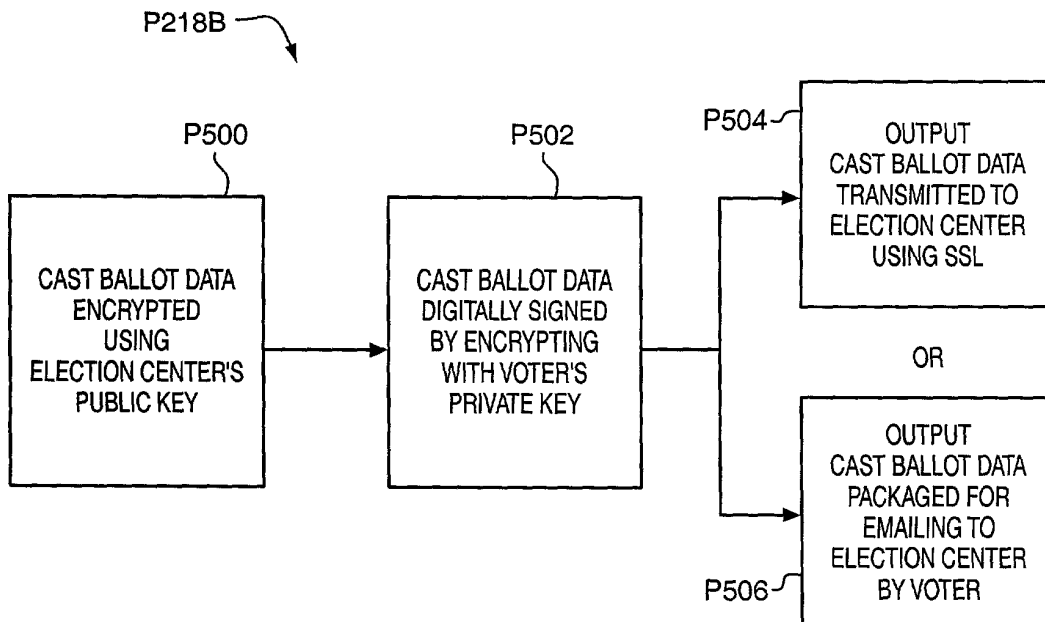 P218B
P500
CAST BALLOT DATA
ENCRYPTED
USING
ELECTION CENTER'S
PUBLIC KEY
P502
CAST BALLOT DATA
DIGITALLY SIGNED
BY ENCRYPTING
WITH VOTER'S
PRIVATE KEY
P504
OUTPUT
CAST BALLOT DATA
TRANSMITTED TO
ELECTION CENTER
USING SSL
OR
OUTPUT
CAST BALLOT DATA
PACKAGED FOR
EMAILING TO
ELECTION CENTER
BY VOTER
P506